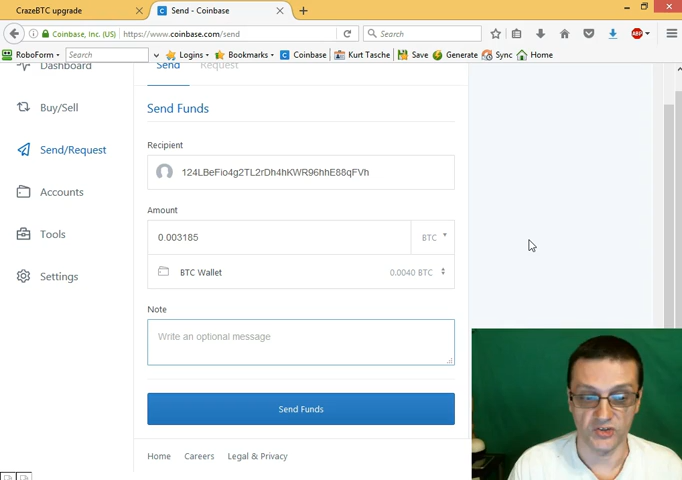 CrazeBTC upgrade
Send - Coinbase
Coinbase, Inc. (US) https://www.coinbase.com/send
Search
RoboForm Search Logins Bookmarks Coinbase Kurt Tasche Save Generate Sync Home
Dashboard
Send Request
Buy/Sell
Send Funds
Send/Request
Recipient
124LBeFio4g2TL2rDh4hKWR96hhE88qFVh
Accounts
Amount
Tools
0.003185 BTC
Settings
BTC Wallet 0.0040 BTC
Note
Write an optional message
Send Funds
Home Careers Legal & Privacy
ABP